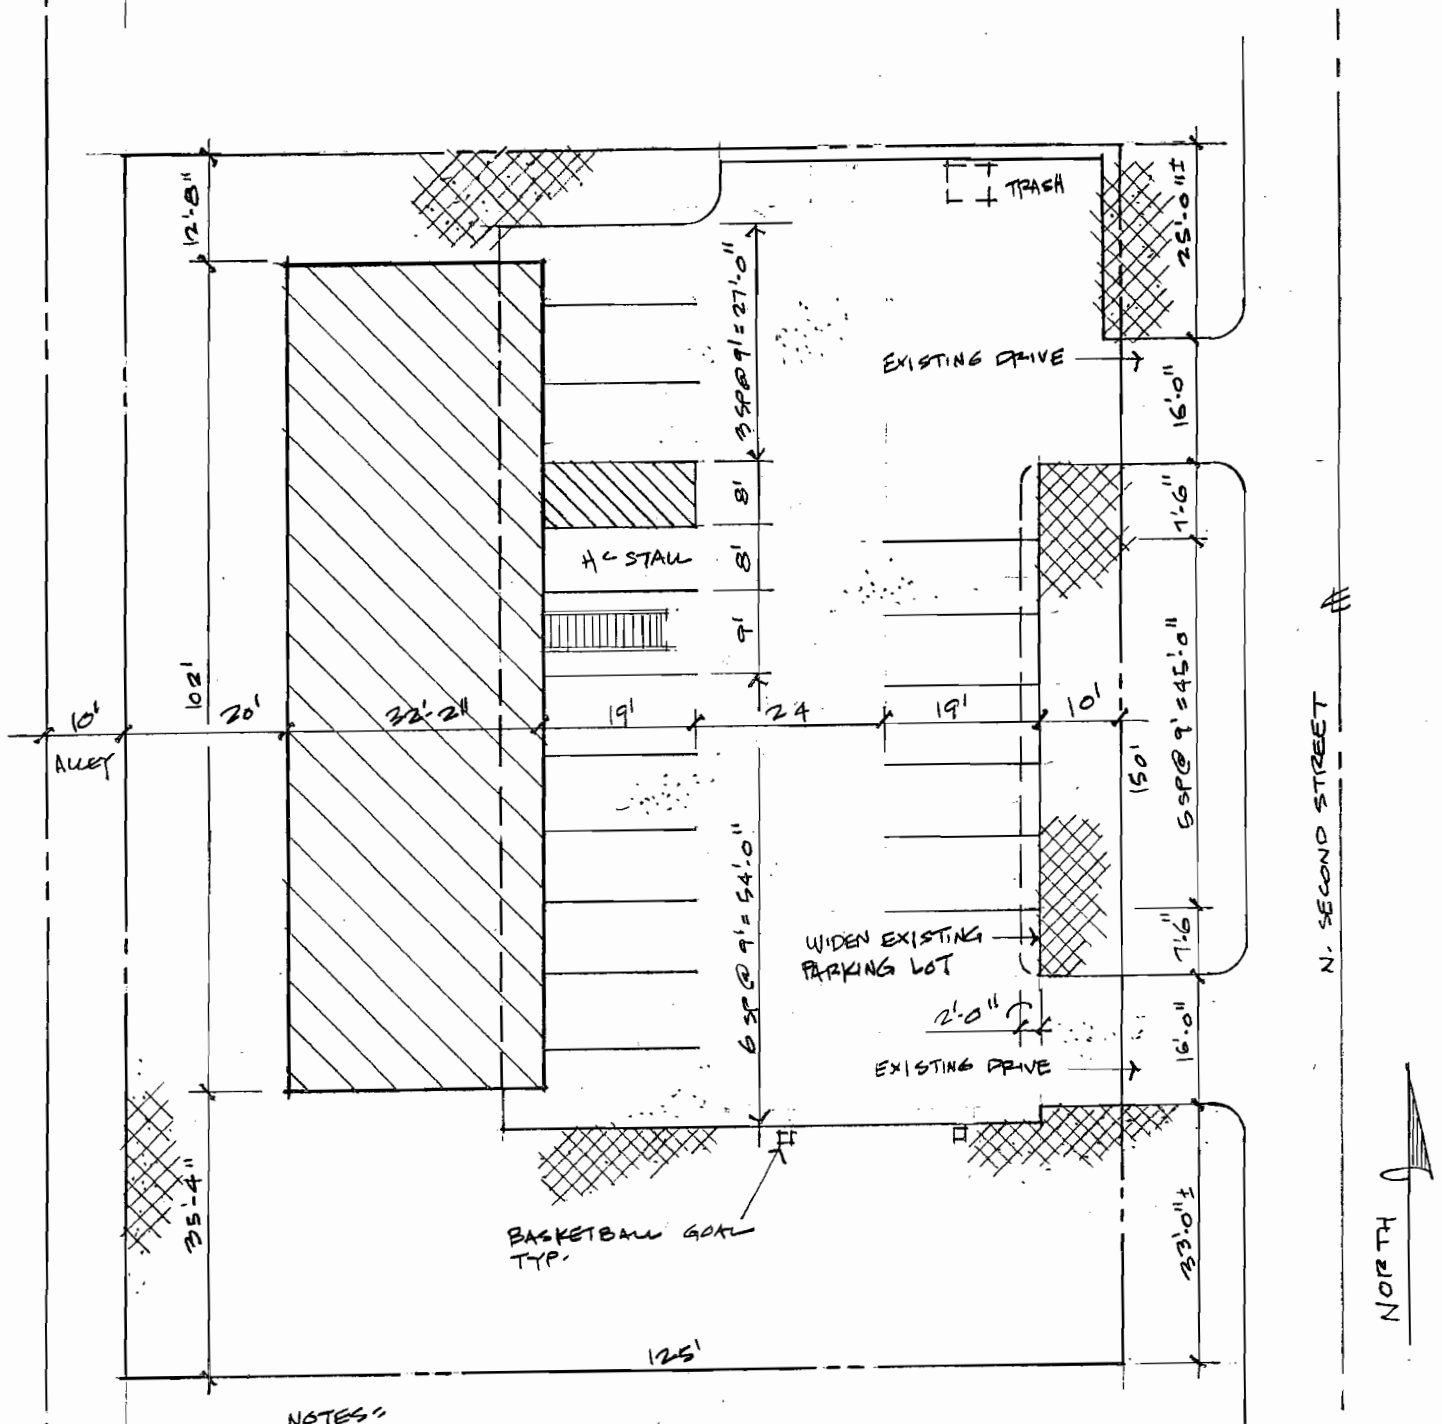 TRASH
12'-8"
25'-0"±
3 SP@9'=27'-0"
EXISTING DRIVE
16'-0"
8'
7'-6"
HC STALL
8'
9'
5 SP@ 9'=45'-0"
102'
10'
20'
32'-2"
19'
24
19'
10'
ALLEY
150'
N. SECOND STREET
6 SP @ 9'=54'-0"
WIDEN EXISTING
PARKING LOT
7'-6"
2'-0"
16'-0"
EXISTING DRIVE
35'-4"
33'-0"±
BASKETBALL GOAL
TYP.
NORTH
125'
NOTES: